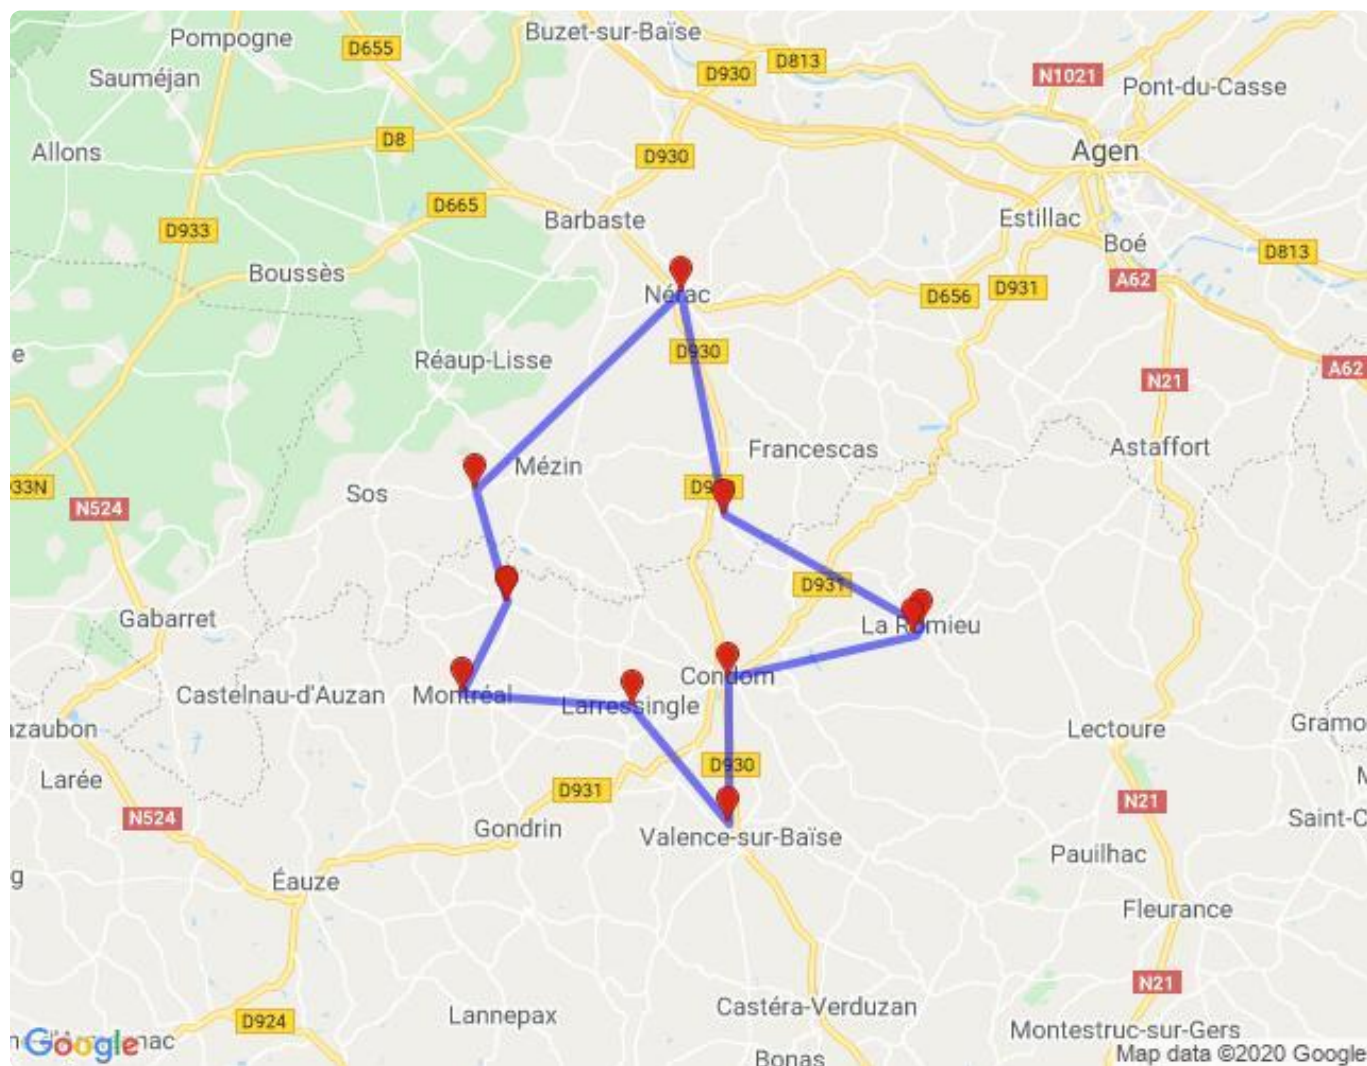 Pompogne
D655
Buzet-sur-Baïse
D813
Sauméjan
D930
N1021
Pont-du-Casse
D8
Allons
D930
Agen
D665
Barbaste
Estillac
D933
Boé
D813
Boussès
A62
Nérac
D656
D931
e
D930
Réaup-Lisse
A62
N21
Francescas
Astaffort
Mézin
33N
Sos
N524
D931
Gabarret
La Romieu
Condom
Castelnau-d'Auzan
Montréal
Larressingle
zaubon
Lectoure
Gramo
D930
Larée
D931
N21
N524
Gondrin
Valence-sur-Baïse
Saint-C
Pauilhac
g
Éauze
Fleurance
N21
Castéra-Verduzan
Lannepax
D924
Montestruc-sur-Gers
Google
nac
Bonas
Map data ©2020 Google